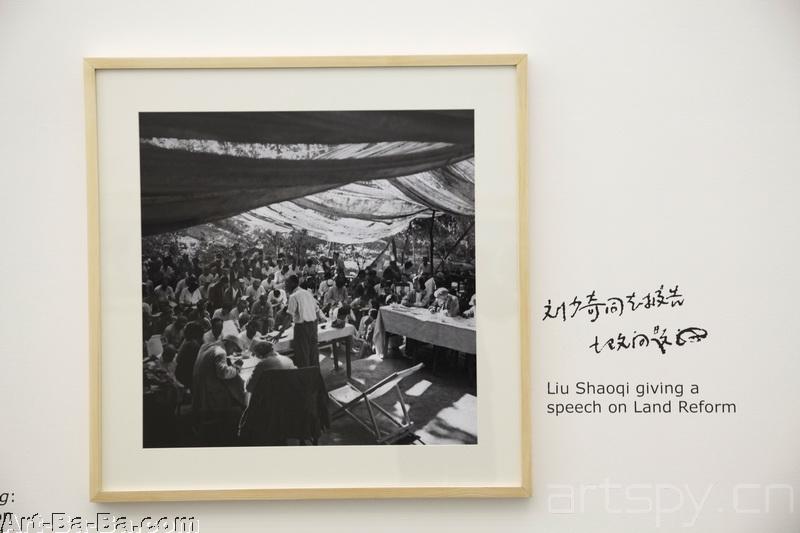 刘少奇同志报告
土改问题
Liu Shaoqi giving a
speech on Land Reform
g:
Art-Ba-Ba.com
artspy.cn